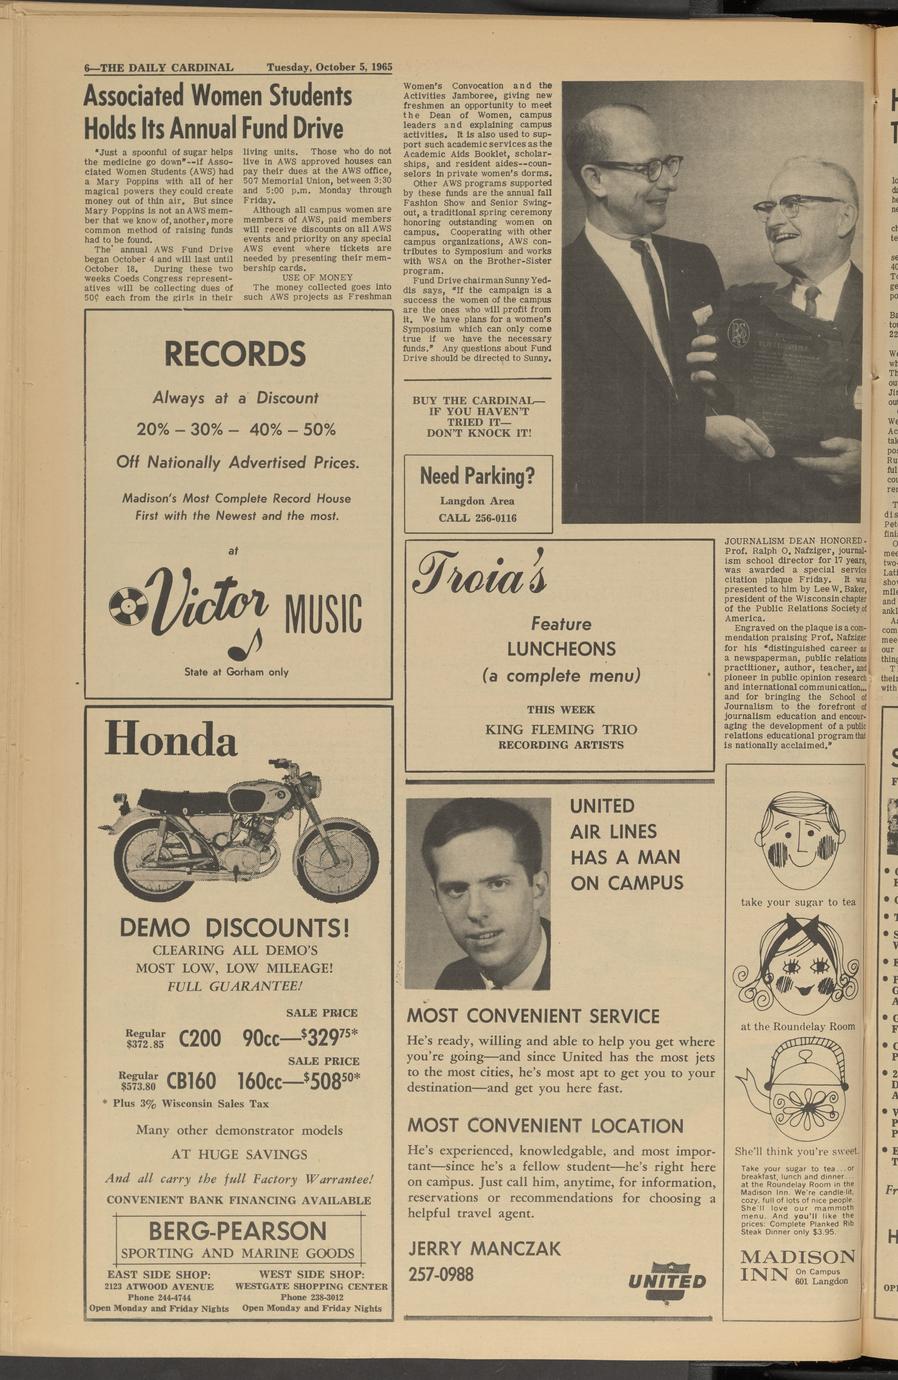 6—THE DAILY CARDINAL Tuesday, October 5, 1965
Associated Women Students
Holds Its Annual Fund Drive
"Just a spoonful of sugar helps
the medicine go down"--if Asso-
ciated Women Students (AWS) had
a Mary Poppins with all of her
magical powers they could create
money out of thin air. But since
Mary Poppins is not an AWS mem-
ber that we know of, another, more
common method of raising funds
had to be found.
The annual AWS Fund Drive
began October 4 and will last until
October 18. During these two
weeks Coeds Congress represent-
atives will be collecting dues of
50¢ each from the girls in their
living units. Those who do not
live in AWS approved houses can
pay their dues at the AWS office,
507 Memorial Union, between 3:30
and 5:00 p.m. Monday through
Friday.
Although all campus women are
members of AWS, paid members
will receive discounts on all AWS
events and priority on any special
AWS event where tickets are
needed by presenting their mem-
bership cards.
USE OF MONEY
The money collected goes into
such AWS projects as Freshman
Women's Convocation and the
Activities Jamboree, giving new
freshmen an opportunity to meet
the Dean of Women, campus
leaders and explaining campus
activities. It is also used to sup-
port such academic services as the
Academic Aids Booklet, scholar-
ships, and resident aides--coun-
selors in private women's dorms.
Other AWS programs supported
by these funds are the annual fall
Fashion Show and Senior Swing-
out, a traditional spring ceremony
honoring outstanding women on
campus. Cooperating with other
campus organizations, AWS con-
tributes to Symposium and works
with WSA on the Brother-Sister
program.
Fund Drive chairman Sunny Yed-
dis says, "If the campaign is a
success the women of the campus
are the ones who will profit from
it. We have plans for a women's
Symposium which can only come
true if we have the necessary
funds." Any questions about Fund
Drive should be directed to Sunny.
BUY THE CARDINAL—
IF YOU HAVEN'T
TRIED IT—
DON'T KNOCK IT!
Need Parking?
Langdon Area
CALL 256-0116
RECORDS
Always at a Discount
20% – 30% – 40% – 50%
Off Nationally Advertised Prices.
Madison's Most Complete Record House
First with the Newest and the most.
at
Victor MUSIC
State at Gorham only
Troia's
Feature
LUNCHEONS
(a complete menu)
THIS WEEK
KING FLEMING TRIO
RECORDING ARTISTS
JOURNALISM DEAN HONORED-
Prof. Ralph O. Nafziger, journal-
ism school director for 17 years,
was awarded a special service
citation plaque Friday. It was
presented to him by Lee W. Baker,
president of the Wisconsin chapter
of the Public Relations Society of
America.
Engraved on the plaque is a com-
mendation praising Prof. Nafziger
for his "distinguished career as
a newspaperman, public relations
practitioner, author, teacher, and
pioneer in public opinion research
and international communication...
and for bringing the School of
Journalism to the forefront of
journalism education and encour-
aging the development of a public
relations educational program that
is nationally acclaimed."
Honda
DEMO DISCOUNTS!
CLEARING ALL DEMO'S
MOST LOW, LOW MILEAGE!
FULL GUARANTEE!
SALE PRICE
Regular $372.85 C200 90cc—$329.75*
SALE PRICE
Regular $573.80 CB160 160cc—$508.50*
* Plus 3% Wisconsin Sales Tax
Many other demonstrator models
AT HUGE SAVINGS
And all carry the full Factory Warrantee!
CONVENIENT BANK FINANCING AVAILABLE
BERG-PEARSON
SPORTING AND MARINE GOODS
EAST SIDE SHOP:
2123 ATWOOD AVENUE
Phone 244-4744
Open Monday and Friday Nights
WEST SIDE SHOP:
WESTGATE SHOPPING CENTER
Phone 238-3012
Open Monday and Friday Nights
UNITED
AIR LINES
HAS A MAN
ON CAMPUS
MOST CONVENIENT SERVICE
He's ready, willing and able to help you get where
you're going—and since United has the most jets
to the most cities, he's most apt to get you to your
destination—and get you here fast.
MOST CONVENIENT LOCATION
He's experienced, knowledgable, and most impor-
tant—since he's a fellow student—he's right here
on campus. Just call him, anytime, for information,
reservations or recommendations for choosing a
helpful travel agent.
JERRY MANCZAK
257-0988
UNITED
take your sugar to tea
at the Roundelay Room
She'll think you're sweet.
Take your sugar to tea...or
breakfast, lunch and dinner...
at the Roundelay Room in the
Madison Inn. We're candle-lit,
cozy, full of lots of nice people.
She'll love our mammoth
menu. And you'll like the
prices: Complete Planked Rib
Steak Dinner only $3.95.
MADISON
INN On Campus
601 Langdon